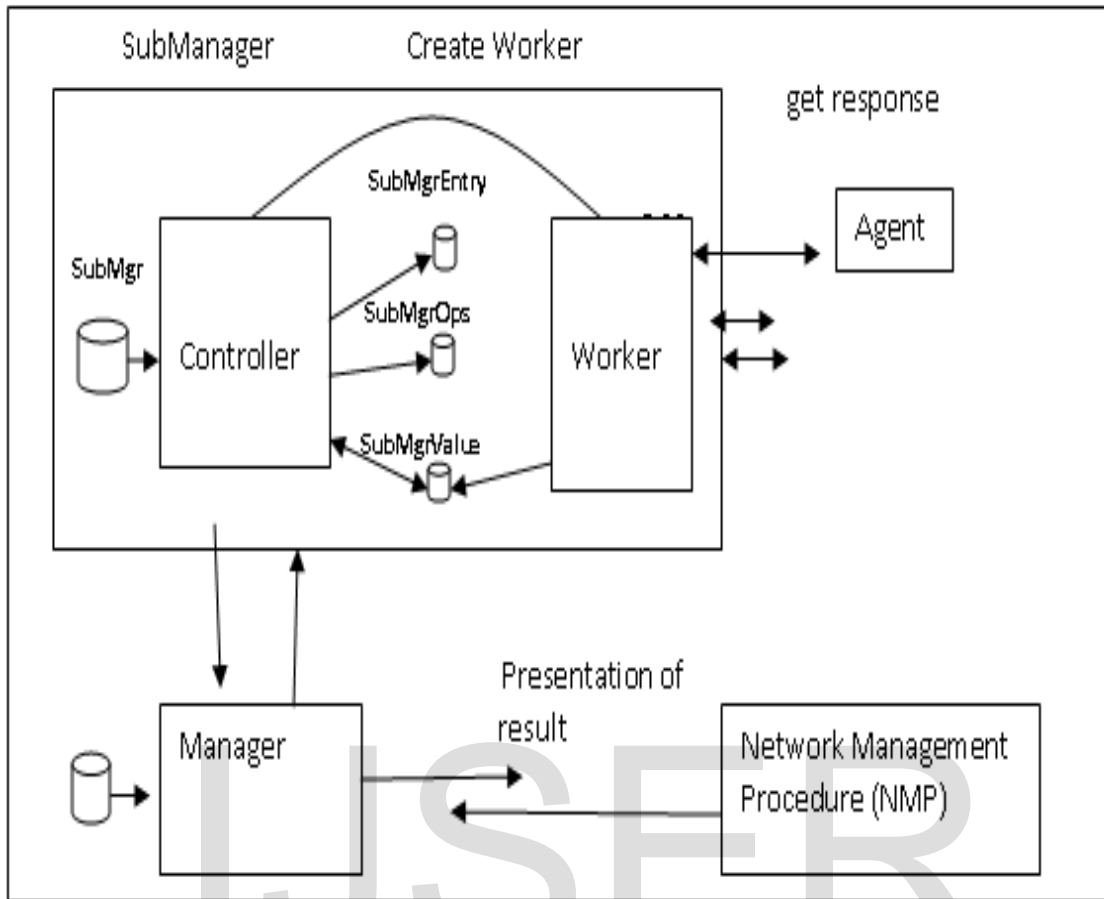 SubManager
Create Worker
get response
SubMgrEntry
Agent
SubMgr
SubMgrOps
Controller
Worker
SubMgrValue
Presentation of
result
Manager
Network Management
Procedure (NMP)
IJSER